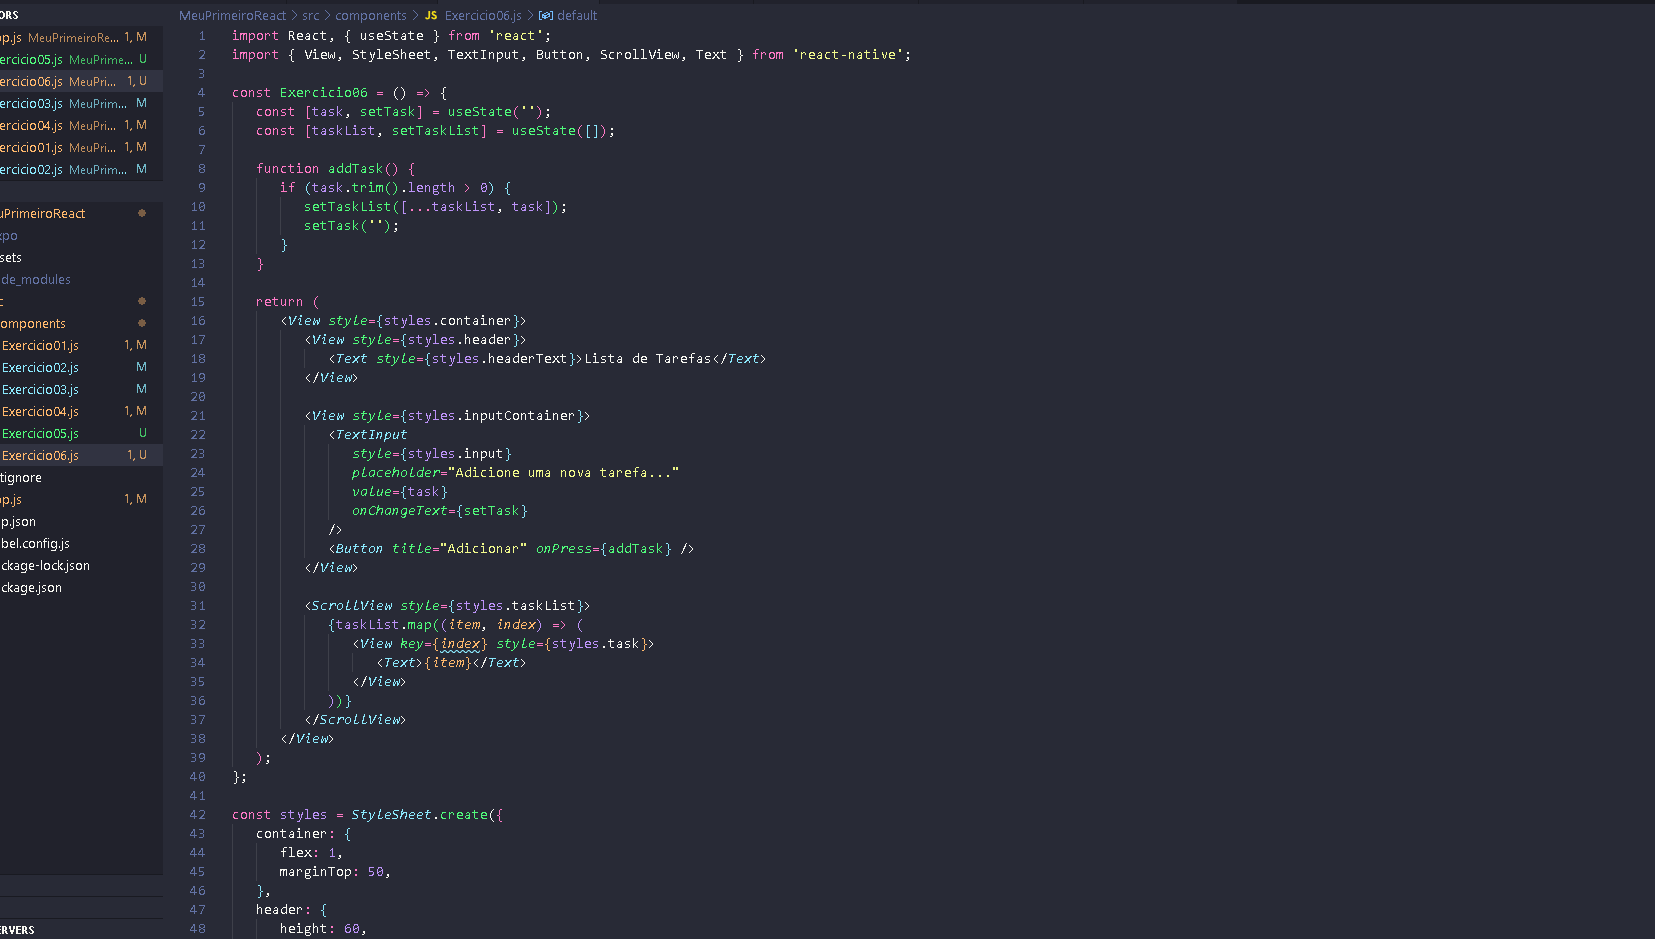 ORS
op.js MeuPrimeiroRe... 1, M
ercicio05.js MeuPrime... U
ercicio06.js MeuPri... 1, U
ercicio03.js MeuPrim... M
ercicio04.js MeuPri... 1, M
ercicio01.js MeuPri... 1, M
ercicio02.js MeuPrim... M
uPrimeiroReact
xpo
sets
de_modules
c
omponents
Exercicio01.js 1, M
Exercicio02.js M
Exercicio03.js M
Exercicio04.js 1, M
Exercicio05.js U
Exercicio06.js 1, U
tignore
p.js 1, M
p.json
bel.config.js
ckage-lock.json
ckage.json
ERVERS
MeuPrimeiroReact > src > components > JS Exercicio06.js > default
1 import React, { useState } from 'react';
2 import { View, StyleSheet, TextInput, Button, ScrollView, Text } from 'react-native';
3
4 const Exercicio06 = () => {
5 const [task, setTask] = useState('');
6 const [taskList, setTaskList] = useState([]);
7
8 function addTask() {
9 if (task.trim().length > 0) {
10 setTaskList([...taskList, task]);
11 setTask('');
12 }
13 }
14
15 return (
16 <View style={styles.container}>
17 <View style={styles.header}>
18 <Text style={styles.headerText}>Lista de Tarefas</Text>
19 </View>
20
21 <View style={styles.inputContainer}>
22 <TextInput
23 style={styles.input}
24 placeholder="Adicione uma nova tarefa..."
25 value={task}
26 onChangeText={setTask}
27 />
28 <Button title="Adicionar" onPress={addTask} />
29 </View>
30
31 <ScrollView style={styles.taskList}>
32 {taskList.map((item, index) => (
33 <View key={index} style={styles.task}>
34 <Text>{item}</Text>
35 </View>
36 ))}
37 </ScrollView>
38 </View>
39 );
40 };
41
42 const styles = StyleSheet.create({
43 container: {
44 flex: 1,
45 marginTop: 50,
46 },
47 header: {
48 height: 60,